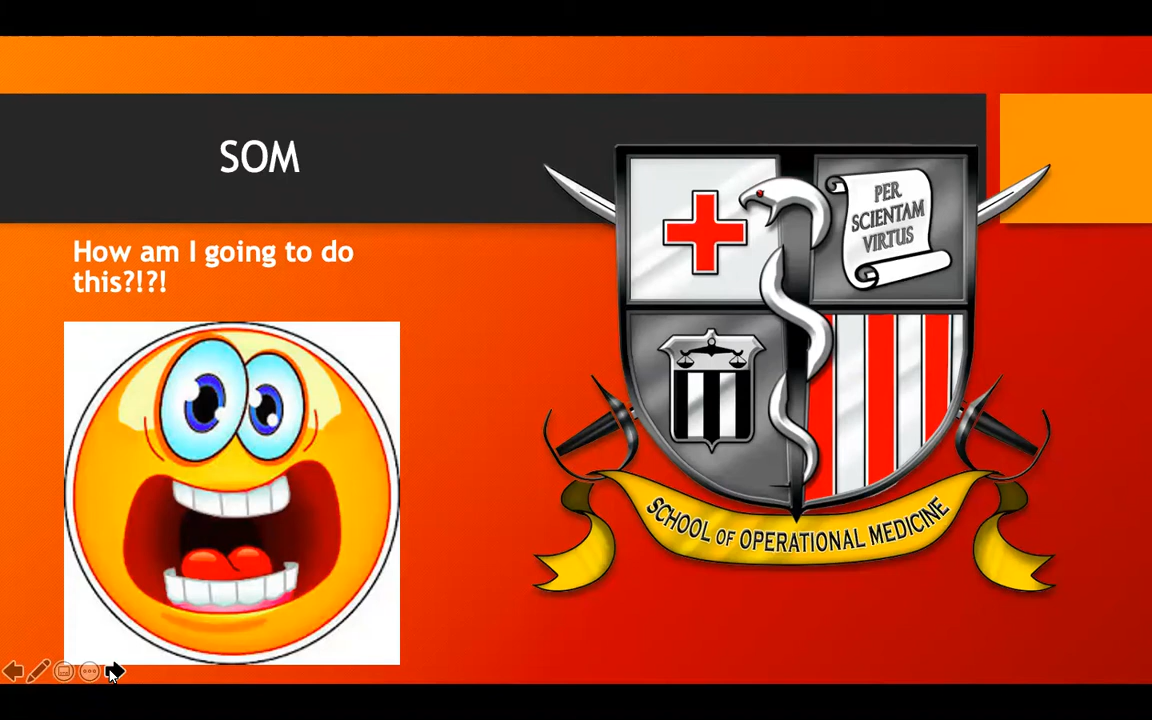 SOM
How am I going to do
this?!?!
PER
SCIENTAM
VIRTUS
SCHOOL OF OPERATIONAL MEDICINE